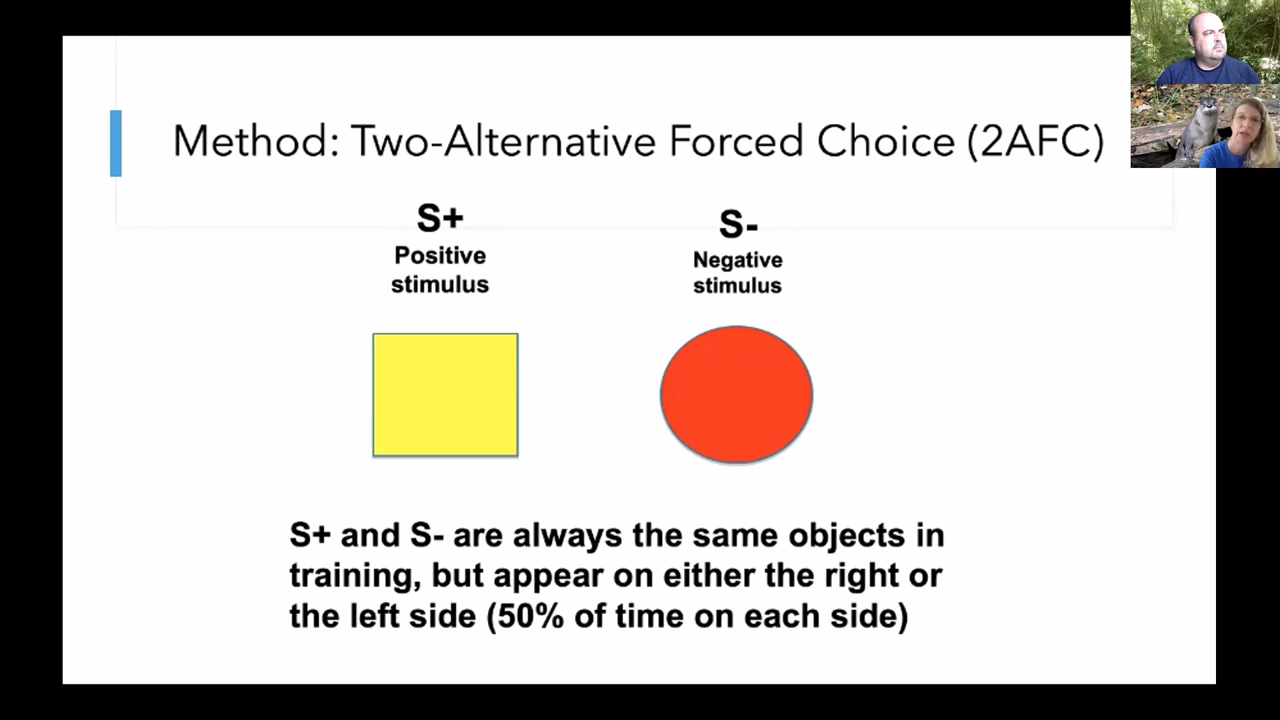 Method: Two-Alternative Forced Choice (2AFC)
S+
Positive
stimulus
S-
Negative
stimulus
S+ and S- are always the same objects in
training, but appear on either the right or
the left side (50% of time on each side)